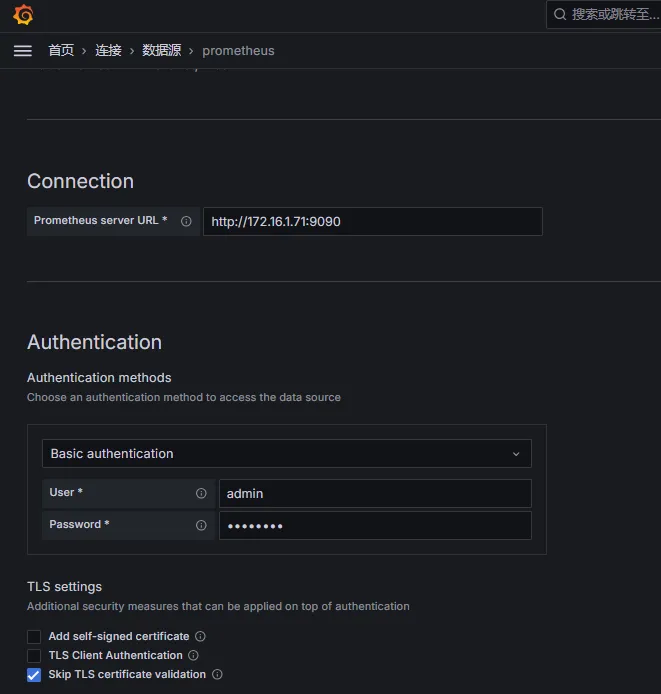 搜索或跳转至...
首页 › 连接 › 数据源 › prometheus
Connection
Prometheus server URL * http://172.16.1.71:9090
Authentication
Authentication methods
Choose an authentication method to access the data source
Basic authentication
User * admin
Password * ••••••••
TLS settings
Additional security measures that can be applied on top of authentication
Add self-signed certificate
TLS Client Authentication
Skip TLS certificate validation